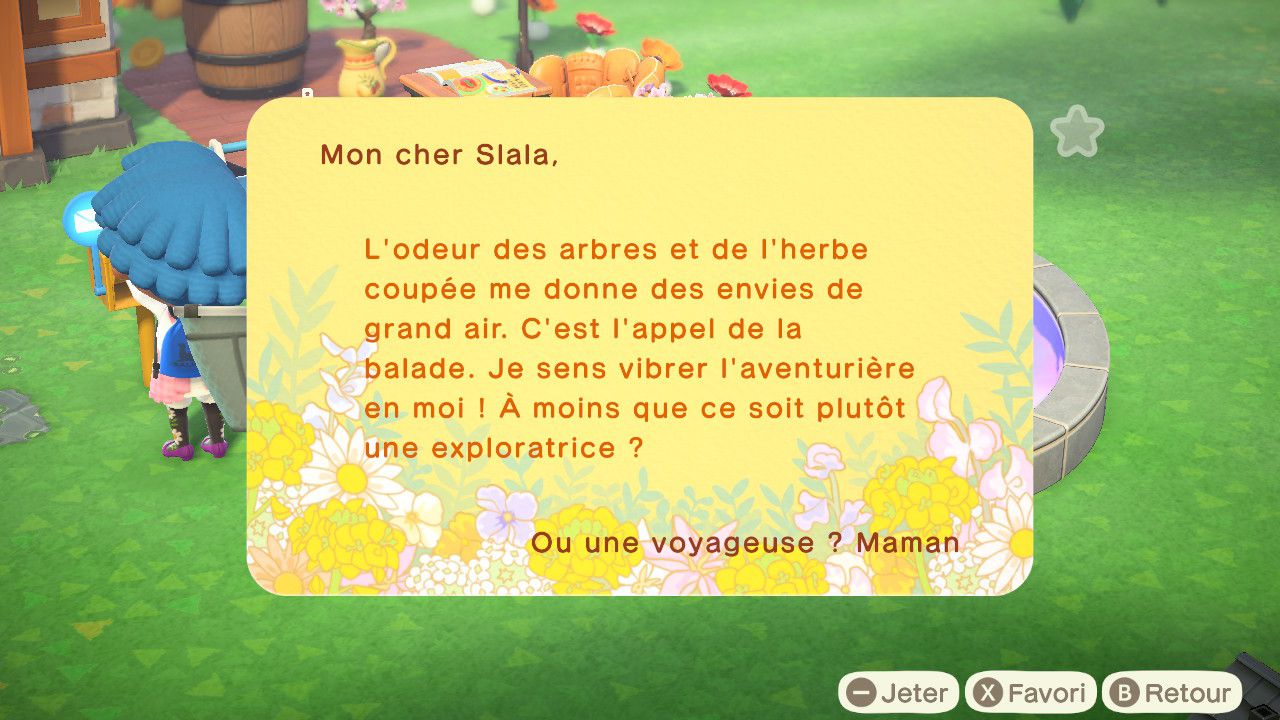 Mon cher Slala,
L'odeur des arbres et de l'herbe
coupée me donne des envies de
grand air. C'est l'appel de la
balade. Je sens vibrer l'aventurière
en moi ! À moins que ce soit plutôt
une exploratrice ?
Ou une voyageuse ? Maman
Jeter Favori Retour